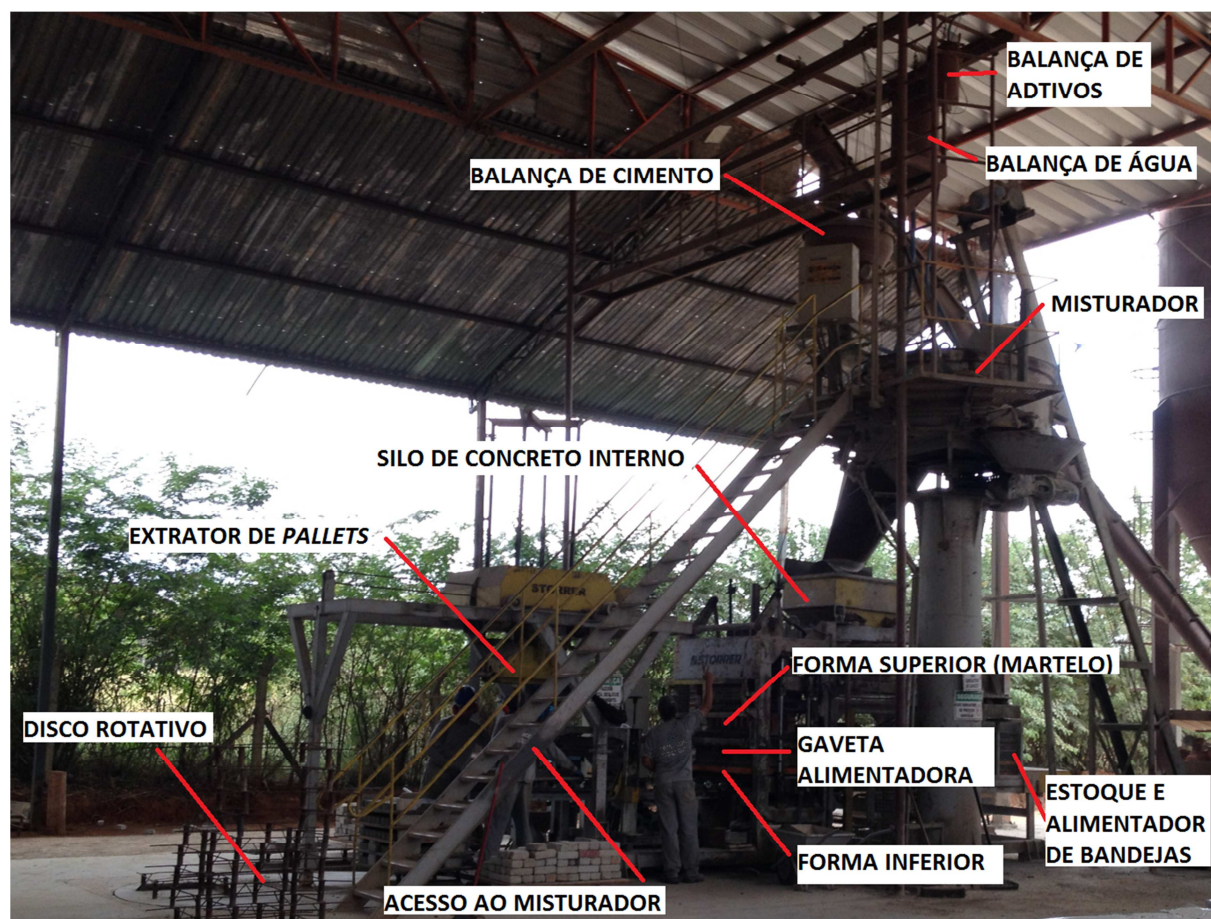 BALANÇA DE
ADTIVOS
BALANÇA DE CIMENTO
BALANÇA DE ÁGUA
MISTURADOR
SILO DE CONCRETO INTERNO
EXTRATOR DE PALLETS
STORRER
STORRER
FORMA SUPERIOR (MARTELO)
DISCO ROTATIVO
GAVETA
ALIMENTADORA
ESTOQUE E
ALIMENTADOR
DE BANDEJAS
FORMA INFERIOR
ACESSO AO MISTURADOR